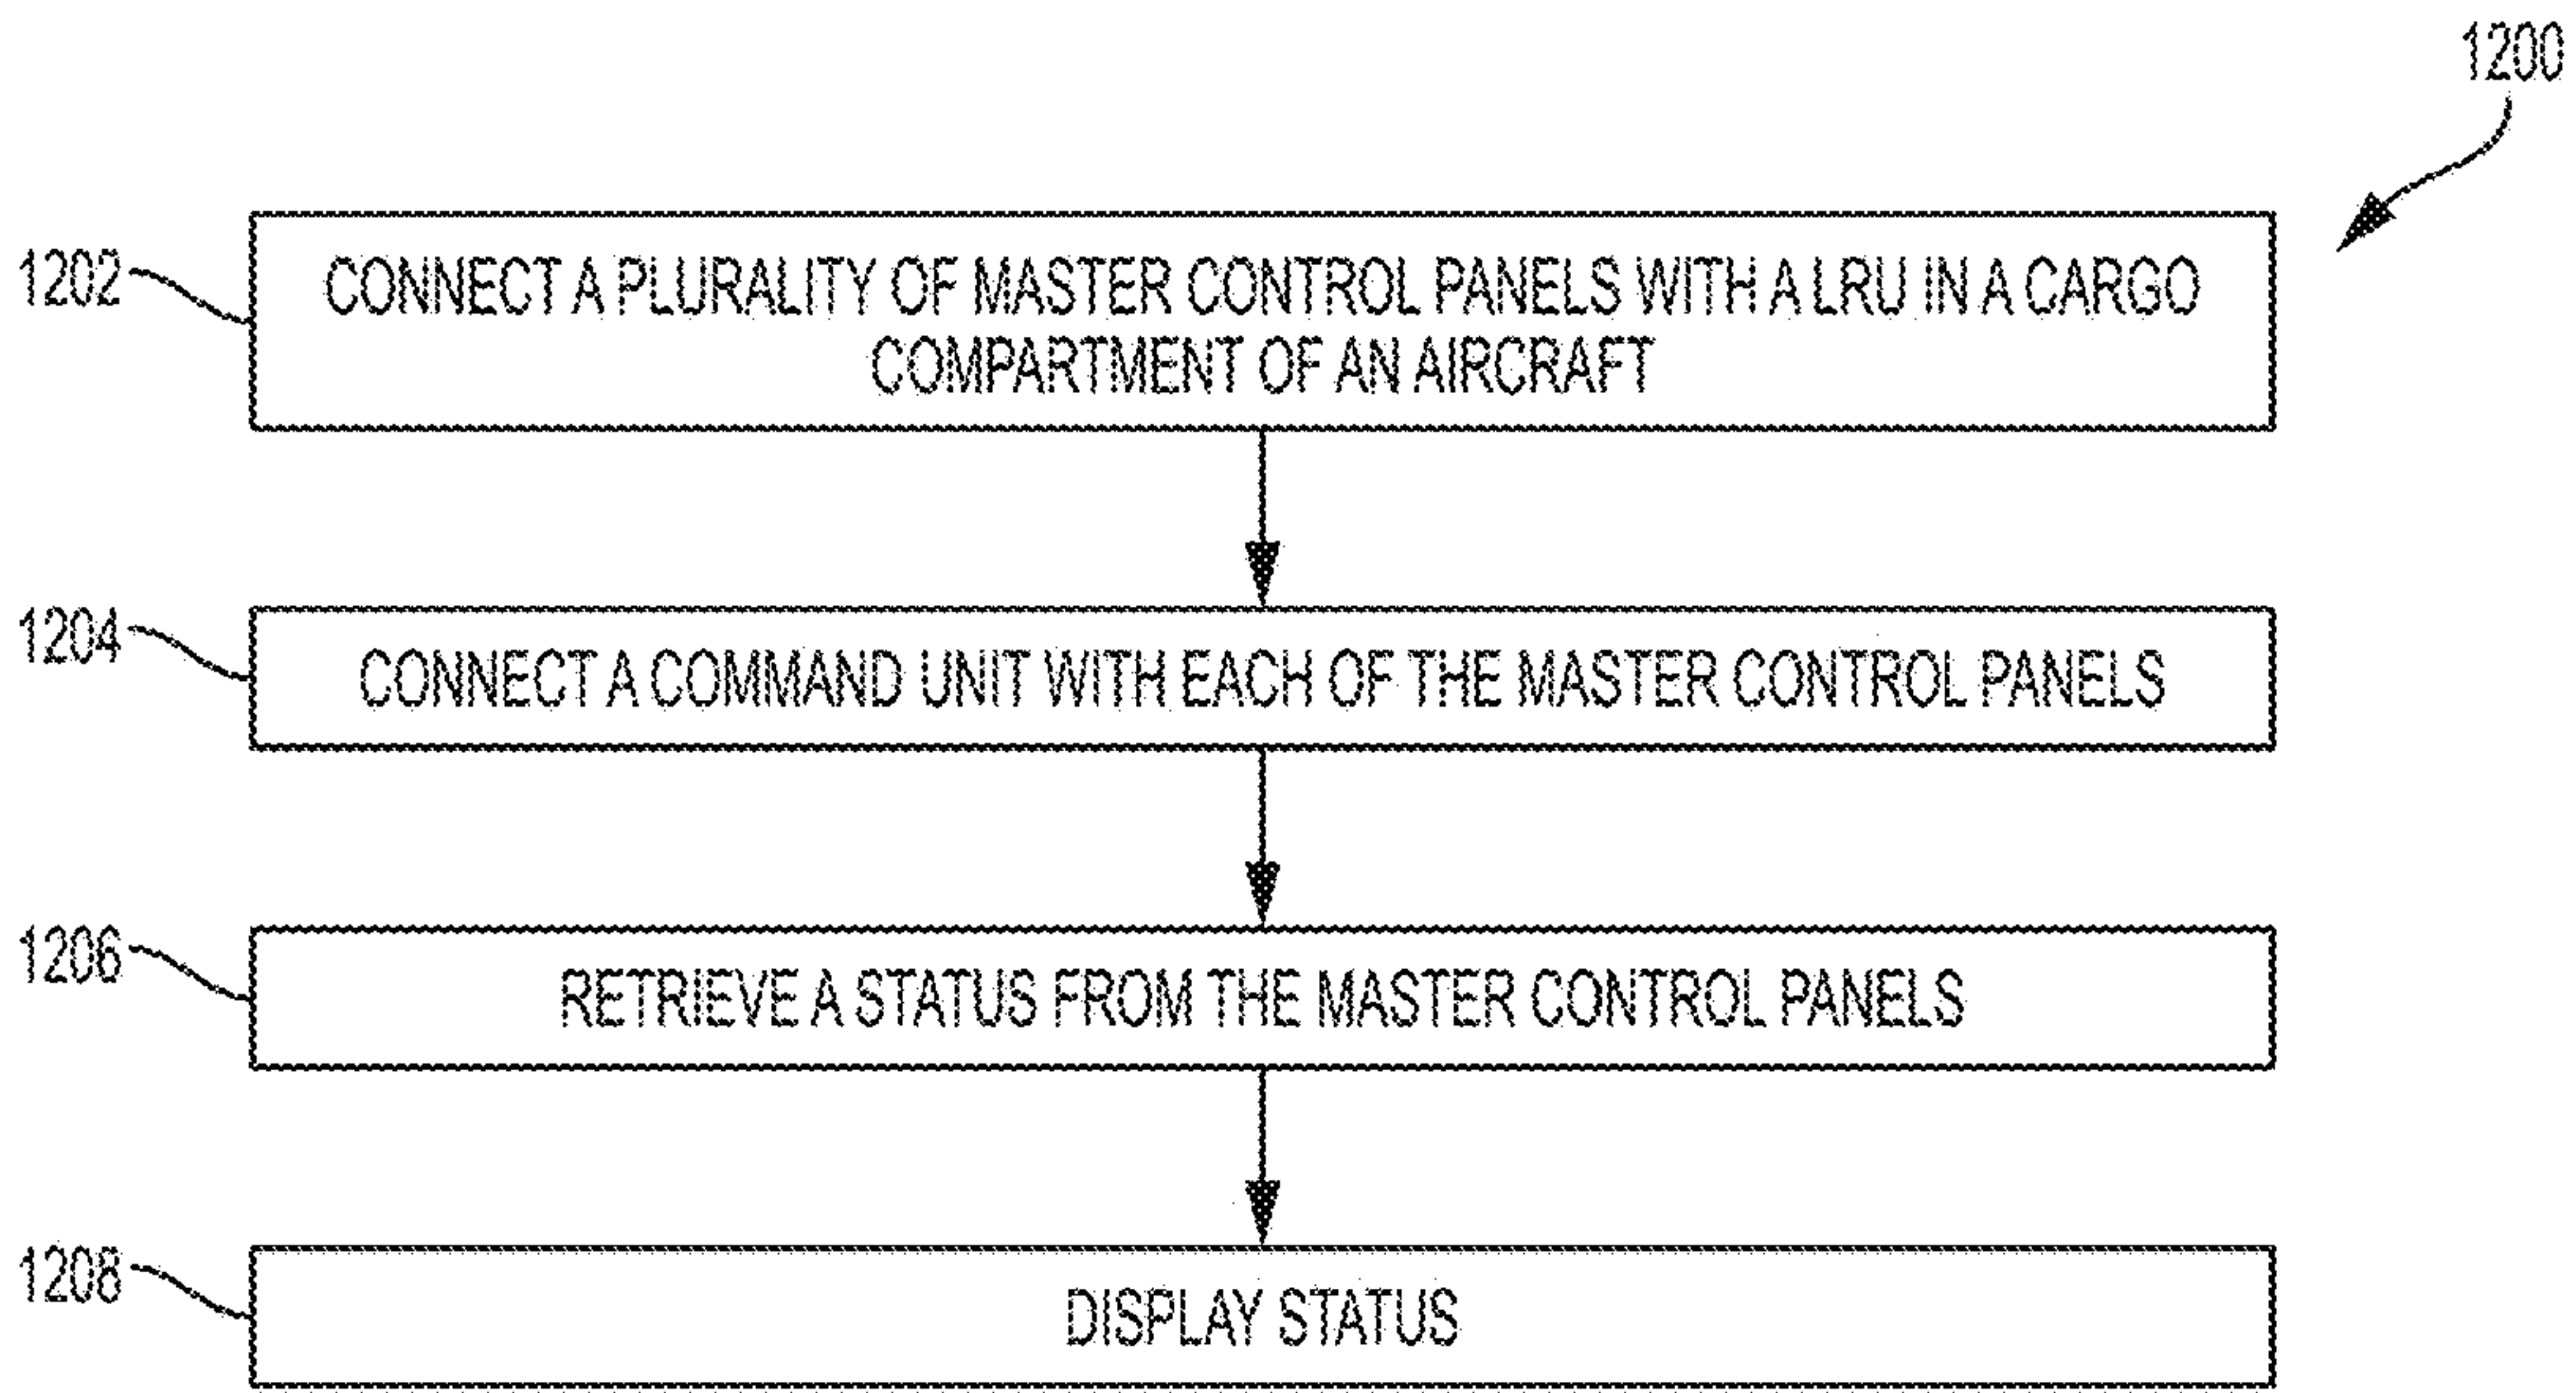 1200
1202
CONNECT A PLURALITY OF MASTER CONTROL PANELS WITH A LRU IN A CARGO
COMPARTMENT OF AN AIRCRAFT
1204
CONNECT A COMMAND UNIT WITH EACH OF THE MASTER CONTROL PANELS
1206
RETRIEVE A STATUS FROM THE MASTER CONTROL PANELS
1208
DISPLAY STATUS